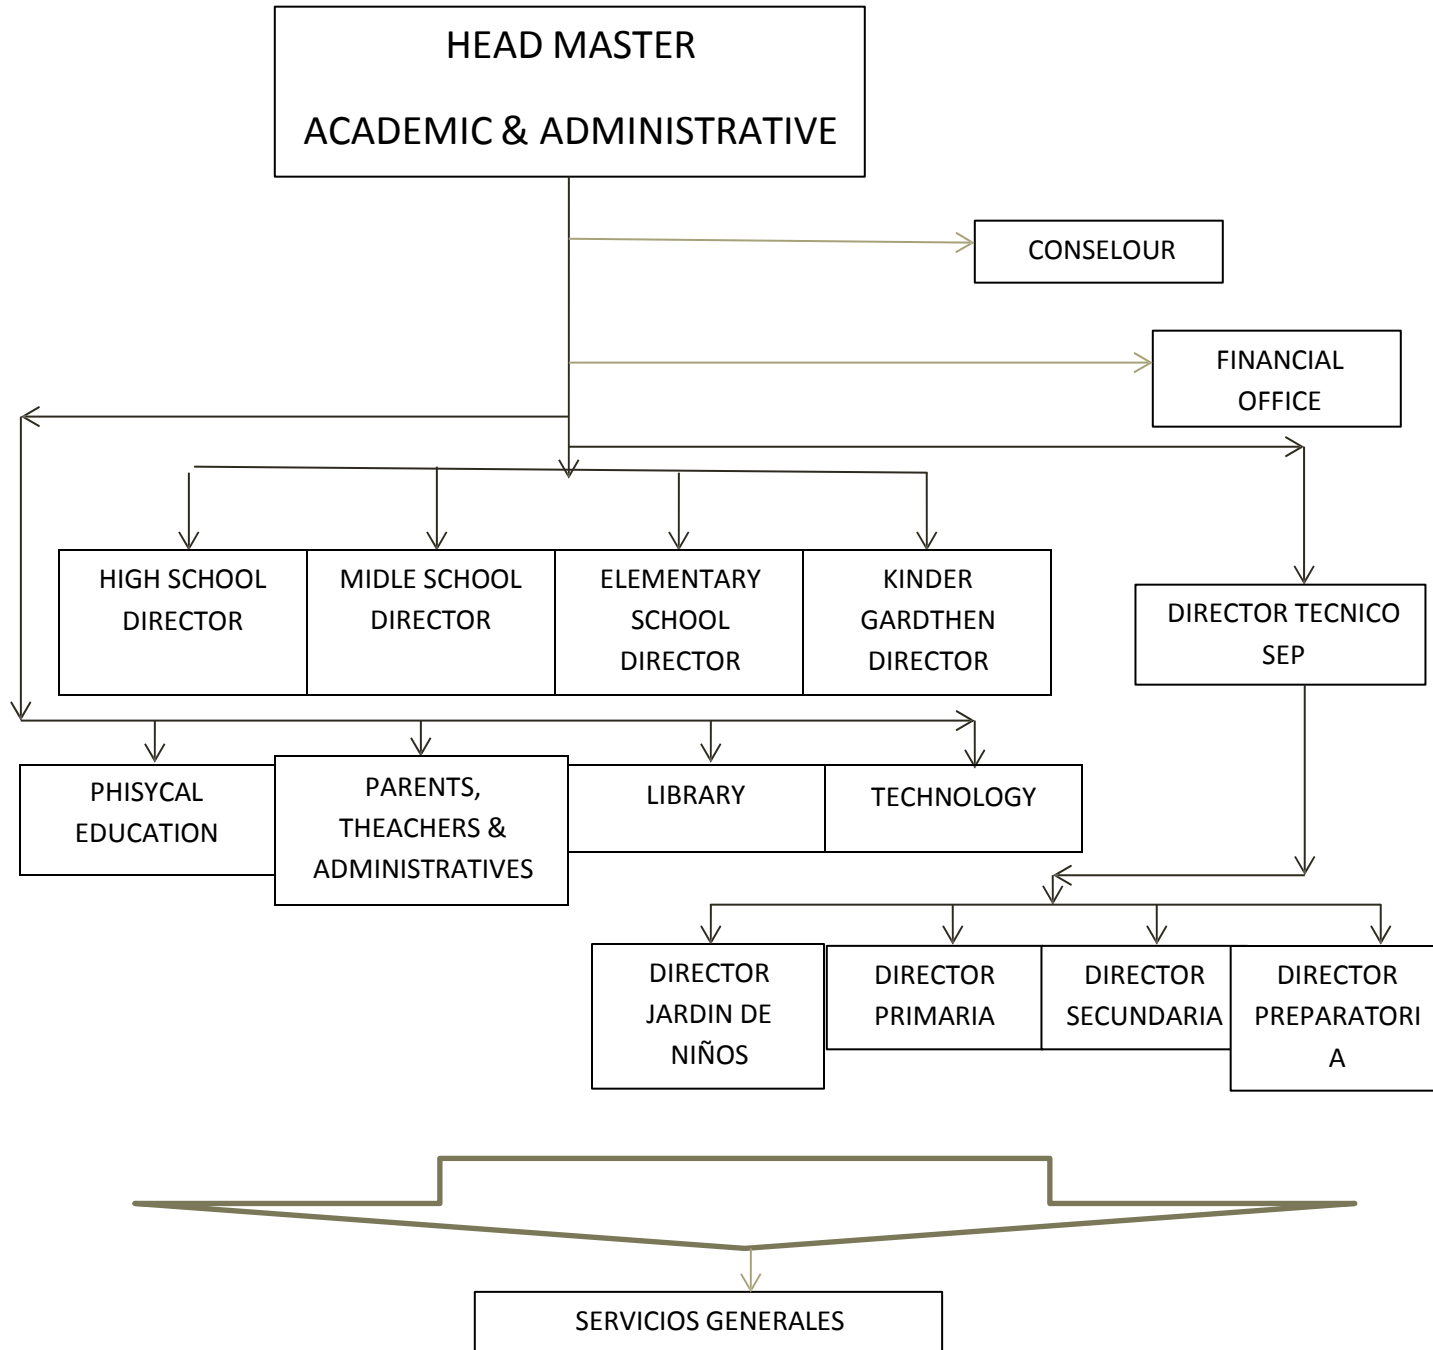 HEAD MASTER
ACADEMIC & ADMINISTRATIVE
CONSELOUR
FINANCIAL
OFFICE
HIGH SCHOOL
DIRECTOR
MIDLE SCHOOL
DIRECTOR
ELEMENTARY
SCHOOL
DIRECTOR
KINDER
GARDTHEN
DIRECTOR
DIRECTOR TECNICO
SEP
PHISYCAL
EDUCATION
PARENTS,
THEACHERS &
ADMINISTRATIVES
LIBRARY
TECHNOLOGY
DIRECTOR
JARDIN DE
NIÑOS
DIRECTOR
PRIMARIA
DIRECTOR
SECUNDARIA
DIRECTOR
PREPARATORI
A
SERVICIOS GENERALES